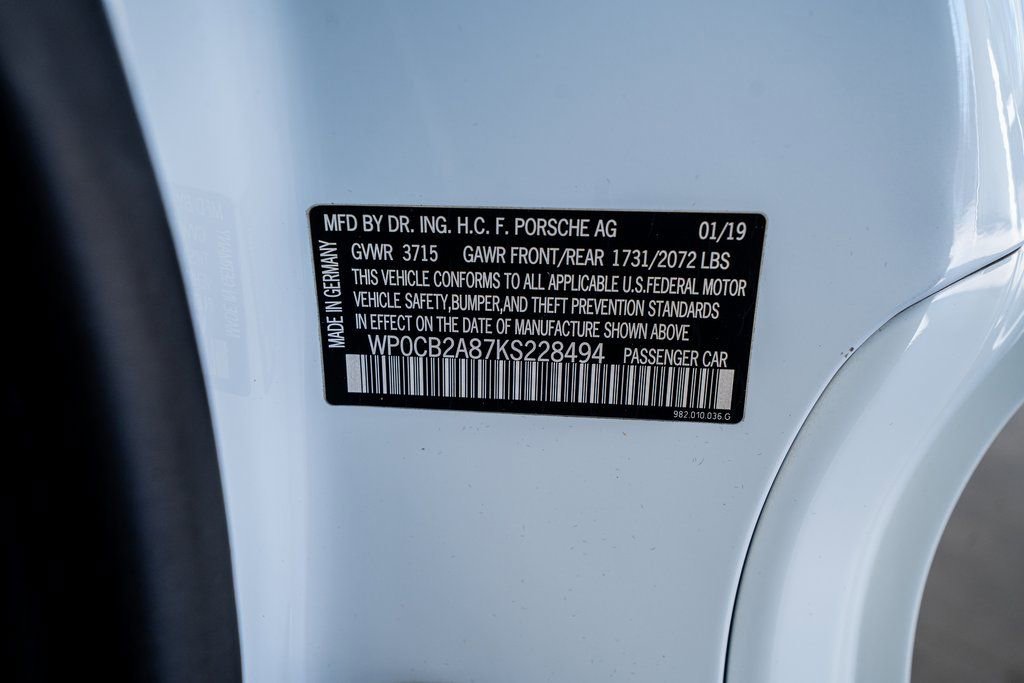 MFD BY DR. ING. H.C. F. PORSCHE AG 01/19
GVWR 3715 GAWR FRONT/REAR 1731/2072 LBS
THIS VEHICLE CONFORMS TO ALL APPLICABLE U.S.FEDERAL MOTOR
VEHICLE SAFETY,BUMPER,AND THEFT PREVENTION STANDARDS
IN EFFECT ON THE DATE OF MANUFACTURE SHOWN ABOVE
WP0CB2A87KS228494 PASSENGER CAR
982.010.036.G
MADE IN GERMANY